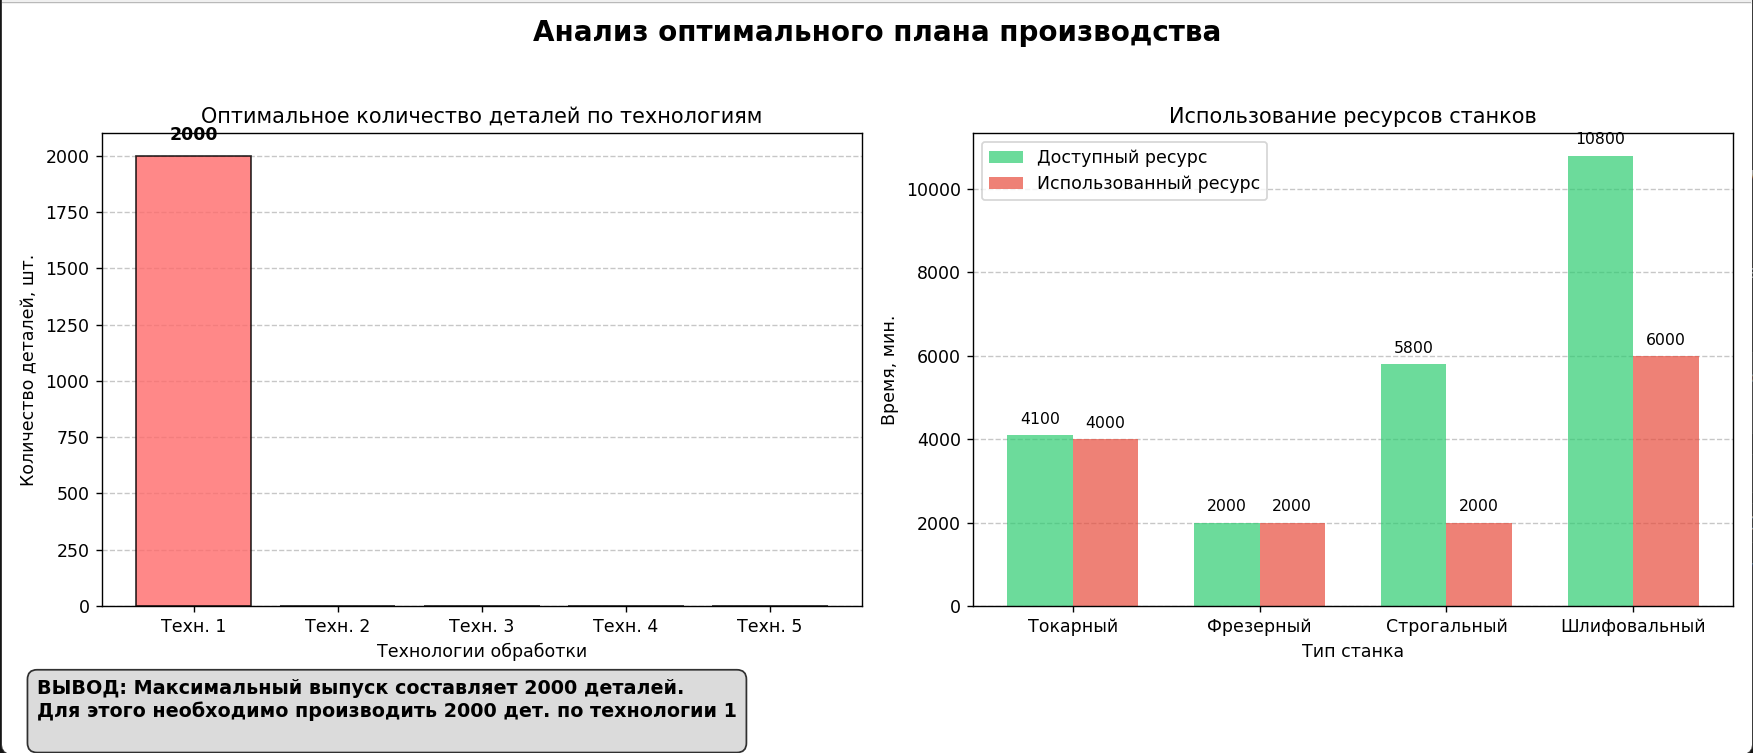 Анализ оптимального плана производства
Оптимальное количество деталей по технологиям
2000
Количество деталей, шт.
2000
1750
1500
1250
1000
750
500
250
0
Техн. 1
Техн. 2
Техн. 3
Техн. 4
Техн. 5
Технологии обработки
Использование ресурсов станков
Доступный ресурс
Использованный ресурс
Время, мин.
10000
8000
6000
4000
2000
0
4100
4000
2000
2000
5800
2000
10800
6000
Токарный
Фрезерный
Строгальный
Шлифовальный
Тип станка
ВЫВОД: Максимальный выпуск составляет 2000 деталей.
Для этого необходимо производить 2000 дет. по технологии 1